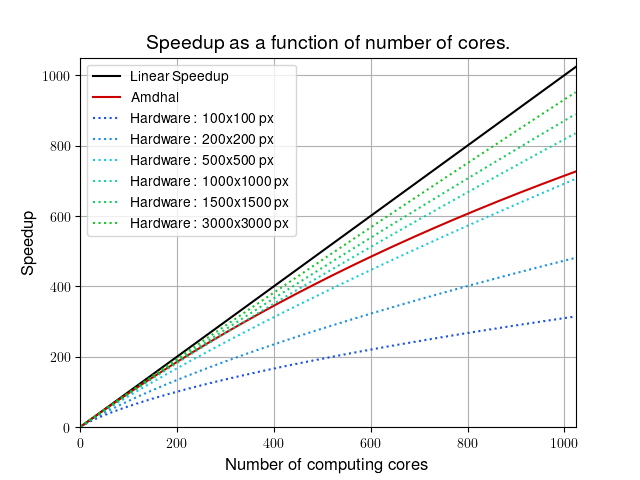 Speedup as a function of number of cores.
Linear Speedup
Amdhal
Hardware : 100x100 px
Hardware : 200x200 px
Hardware : 500x500 px
Hardware : 1000x1000 px
Hardware : 1500x1500 px
Hardware : 3000x3000 px
1000
800
600
400
200
0
Speedup
0 200 400 600 800 1000
Number of computing cores